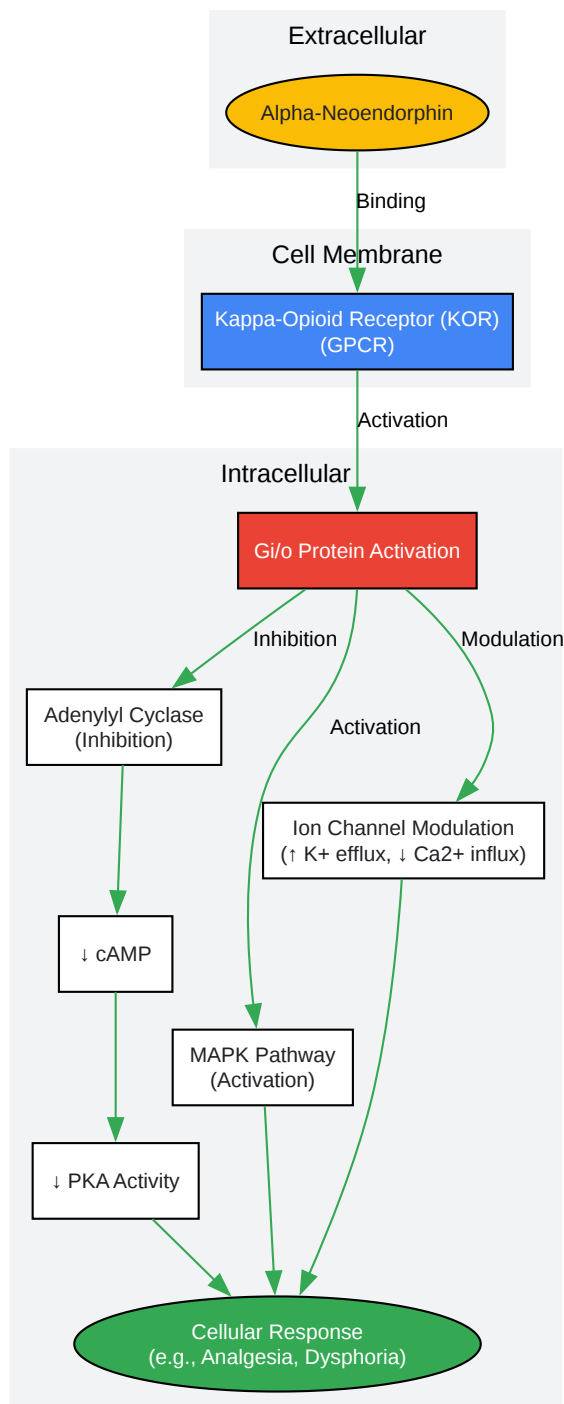 Extracellular
Alpha-Neoendorphin
Binding
Cell Membrane
Kappa-Opioid Receptor (KOR)
(GPCR)
Activation
Intracellular
Gi/o Protein Activation
Inhibition
Modulation
Adenylyl Cyclase
(Inhibition)
Activation
Ion Channel Modulation
(↑ K+ efflux, ↓ Ca2+ influx)
↓ cAMP
MAPK Pathway
(Activation)
↓ PKA Activity
Cellular Response
(e.g., Analgesia, Dysphoria)